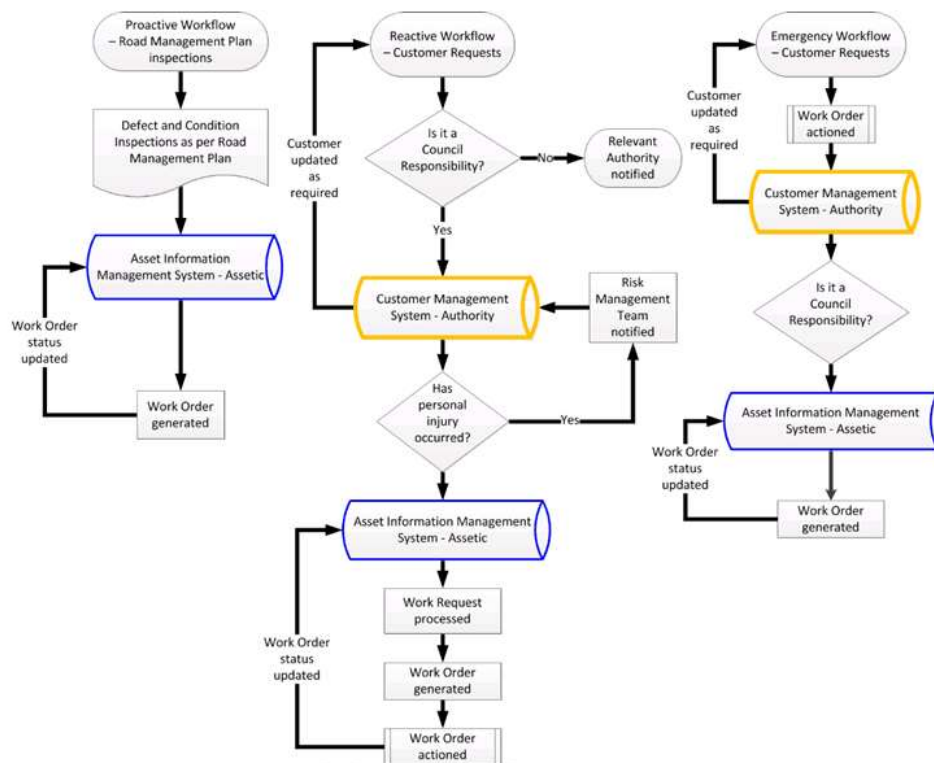 Proactive Workflow
– Road Management Plan
inspections
Defect and Condition
Inspections as per Road
Management Plan
Asset Information
Management System - Assetic
Work Order
status
updated
Work Order
generated
Reactive Workflow
– Customer Requests
Customer
updated
as
required
Is it a
Council
Responsibility?
No
Relevant
Authority
notified
Yes
Customer Management
System - Authority
Risk
Management
Team
notified
Has
personal
injury
occurred?
Yes
Asset Information Management
System - Assetic
Work Request
processed
Work Order
status
updated
Work Order
generated
Work Order
actioned
Emergency Workflow
– Customer Requests
Customer
updated
as
required
Work Order
actioned
Customer Management
System - Authority
Is it a
Council
Responsibility?
Asset Information Management
System - Assetic
Work Order
status
updated
Work Order
generated